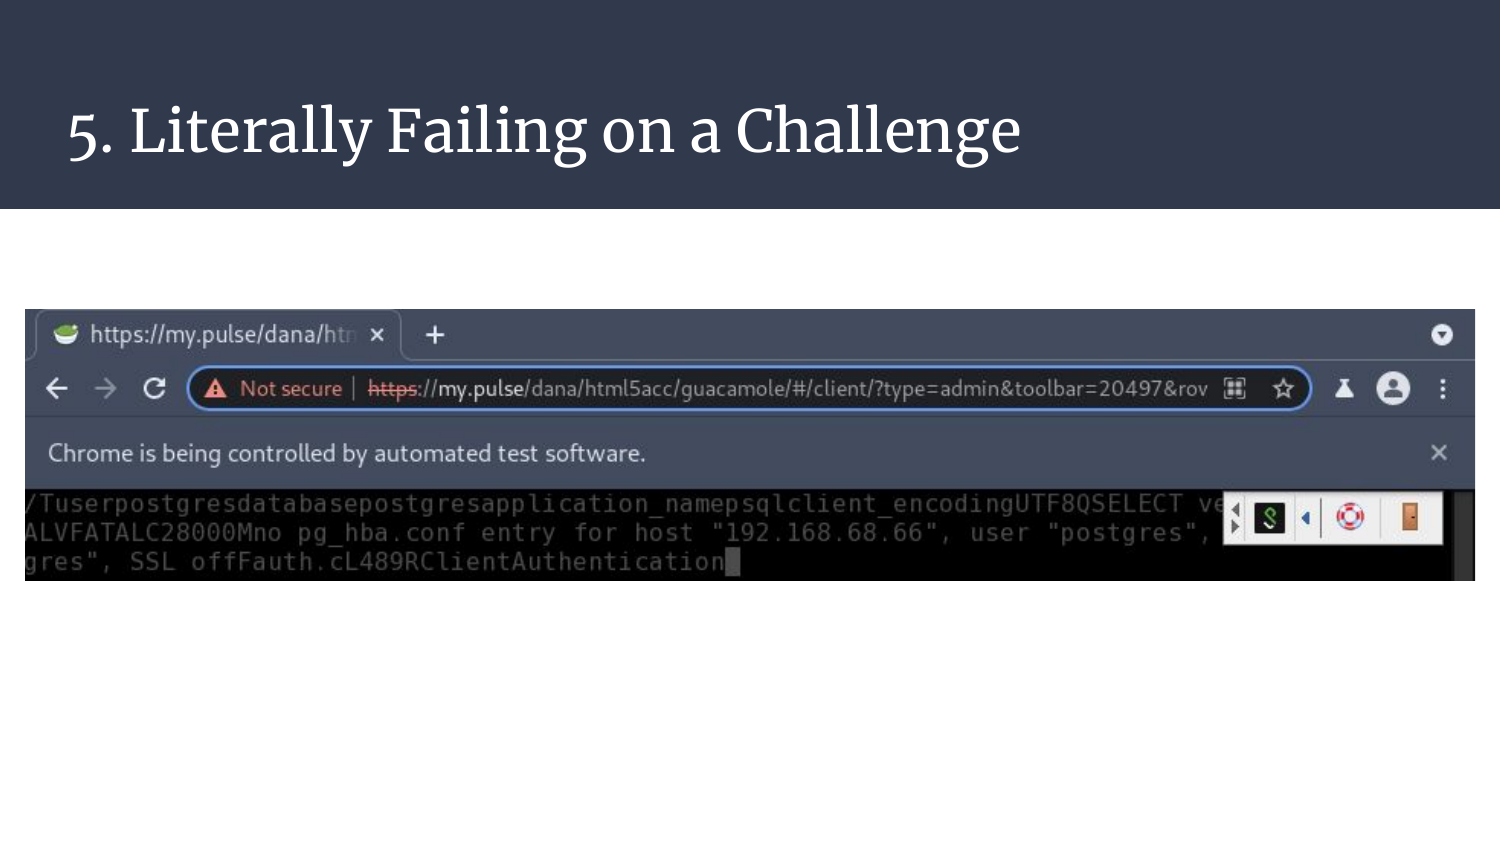 5. Literally Failing on a Challenge
https://my.pulse/dana/htn
Not secure | https://my.pulse/dana/html5acc/guacamole/#/client/?type=admin&toolbar=20497&rov
Chrome is being controlled by automated test software.
/Tuserpostgresdatabasepostgresapplication_namepsqlclient_encodingUTF8QSELECT ve
ALVFATALC28000Mno pg_hba.conf entry for host "192.168.68.66", user "postgres",
gres", SSL offFauth.cL489RClientAuthentication